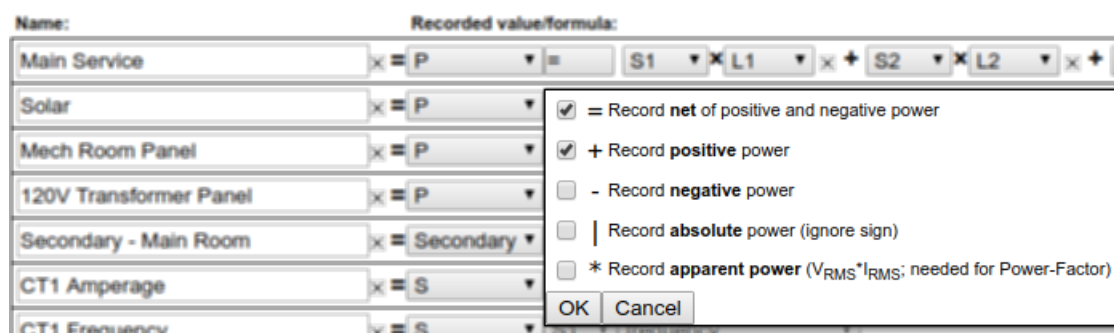 Name: Recorded value/formula:
Main Service × = P ▼ = S1 ▼ × L1 ▼ × + S2 ▼ × L2 ▼ × +
Solar × = P ▼
= Record net of positive and negative power
Mech Room Panel × = P ▼
+ Record positive power
120V Transformer Panel × = P ▼
- Record negative power
Secondary - Main Room × = Secondary ▼
| Record absolute power (ignore sign)
CT1 Amperage × = S ▼
* Record apparent power (VRMS*IRMS; needed for Power-Factor)
OK Cancel
CT1 Frequency × = S ▼